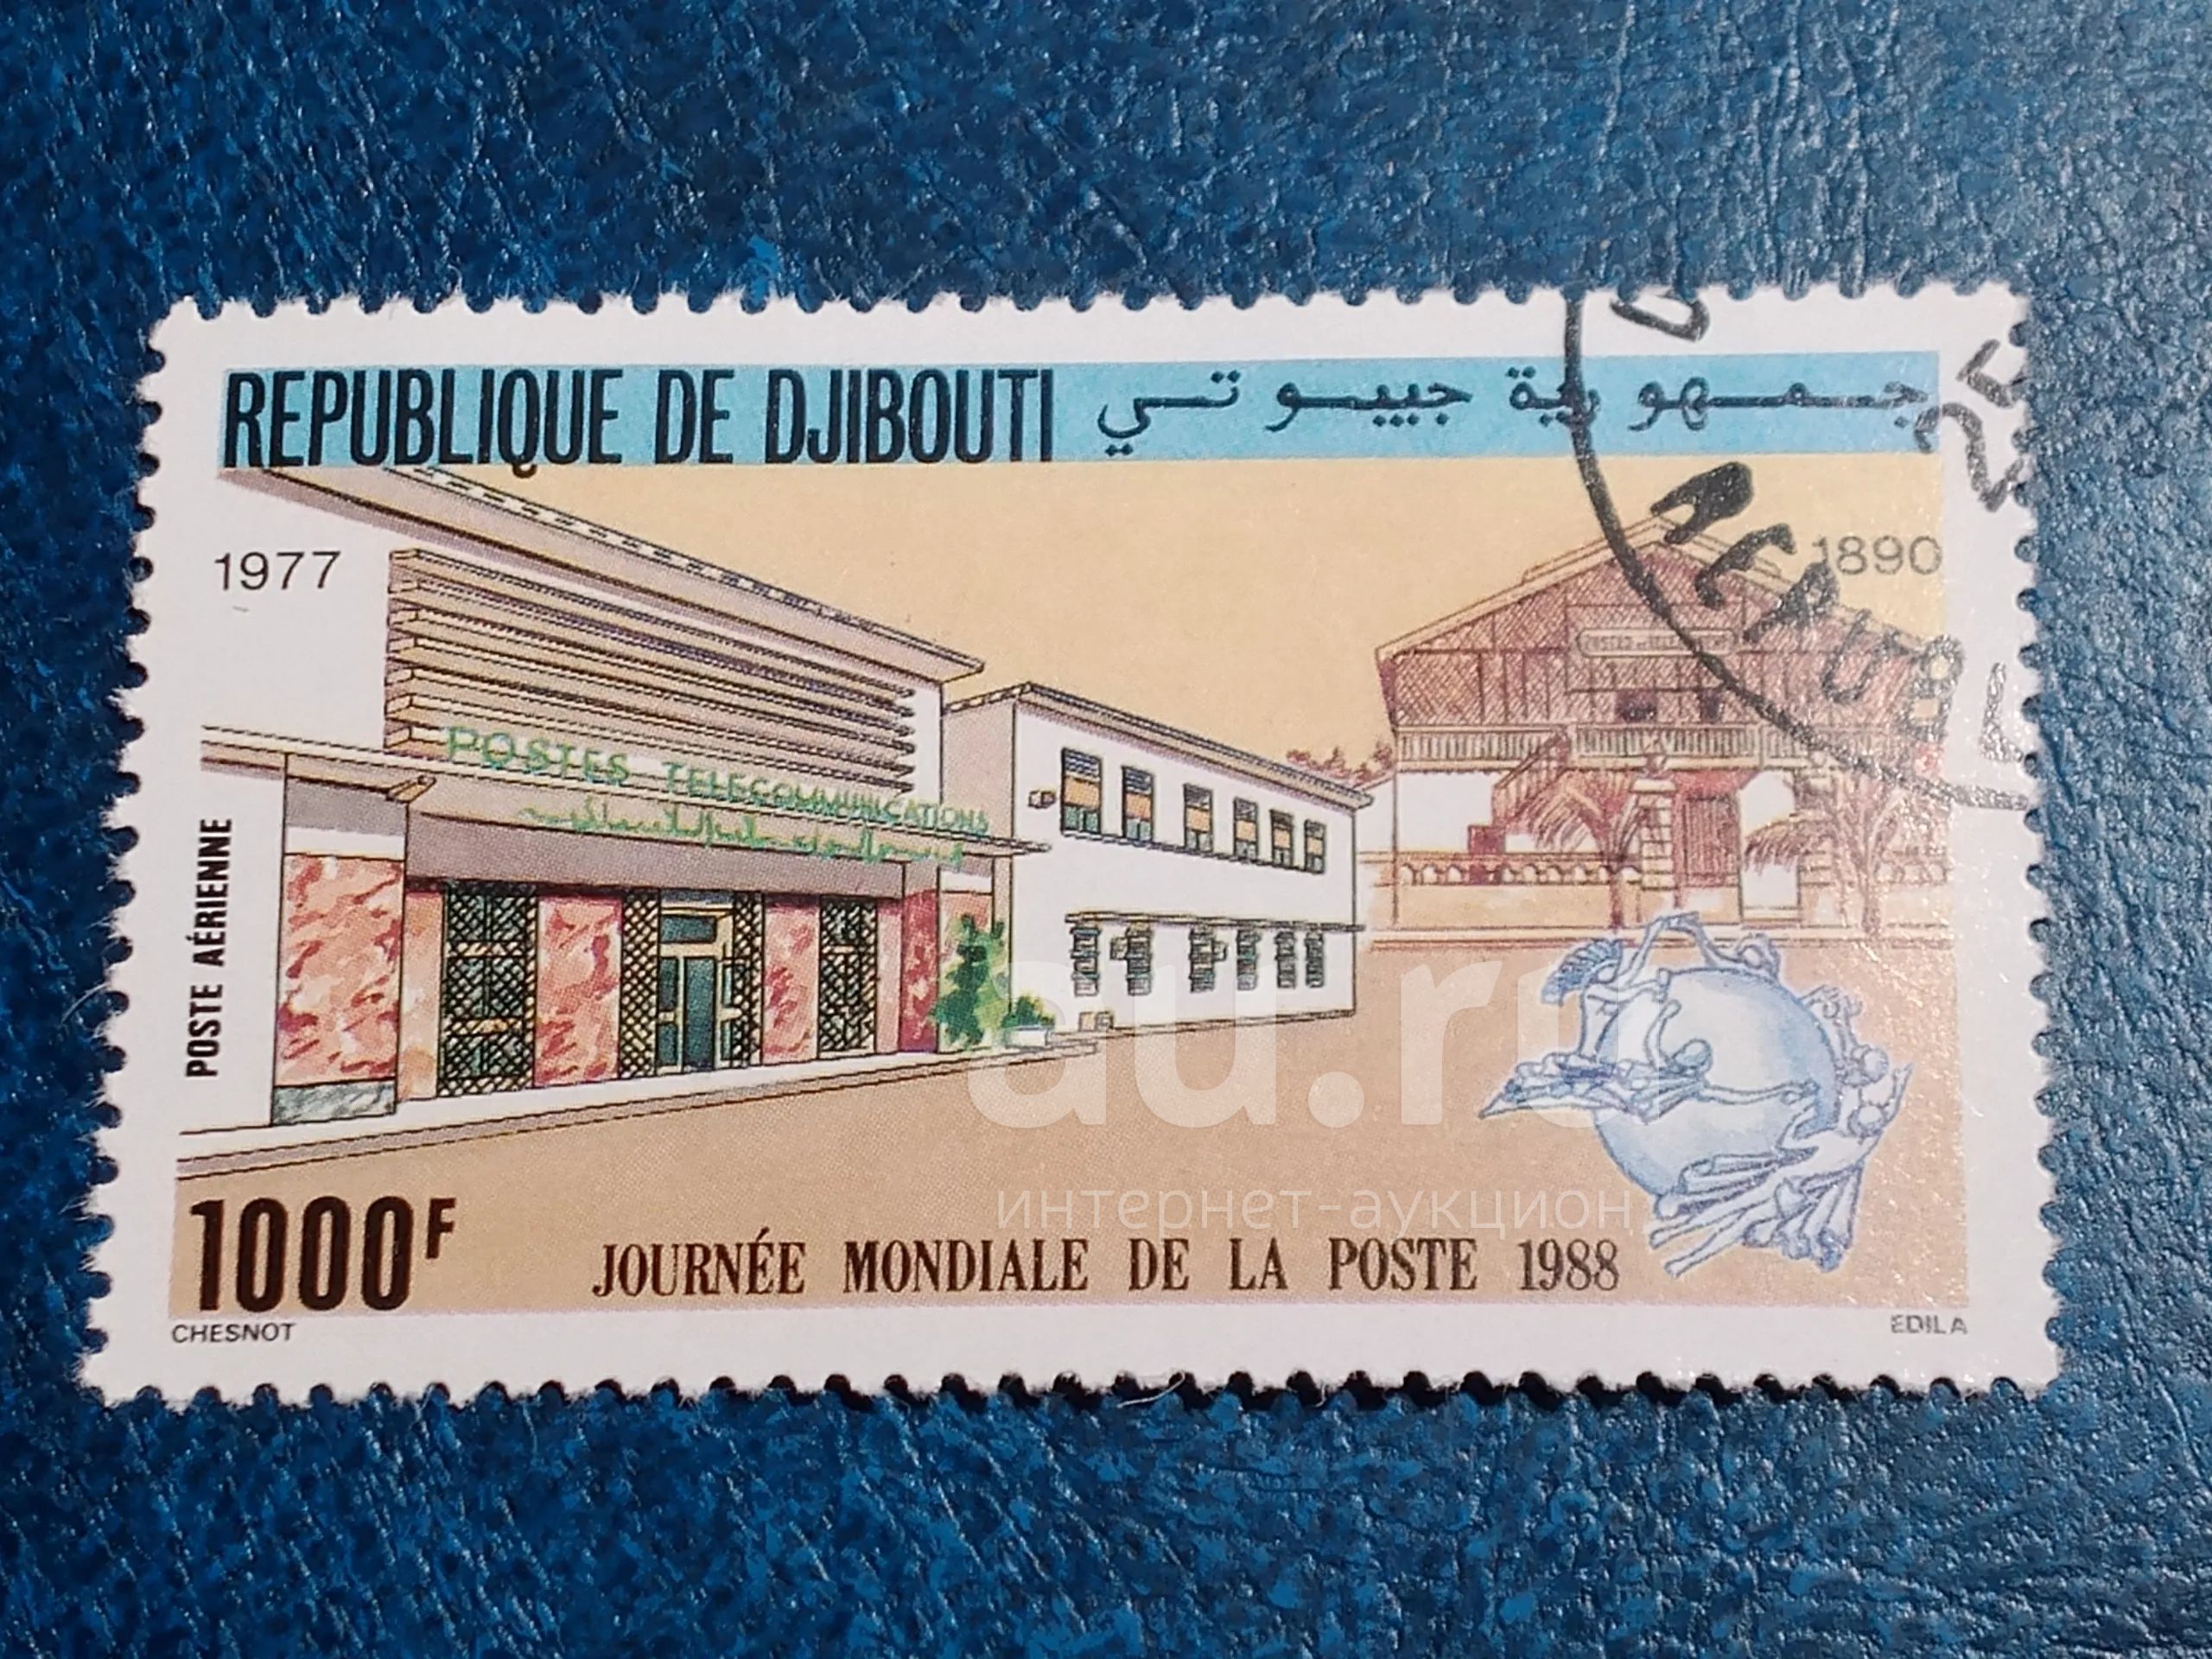 REPUBLIQUE DE DJIBOUTI جمهورية جيبوتي
1977
1890
POSTES TELECOMMUNICATIONS
POSTE AÉRIENNE
au.ru
интернет-аукцион
1000F
JOURNÉE MONDIALE DE LA POSTE 1988
CHESNOT
EDILA